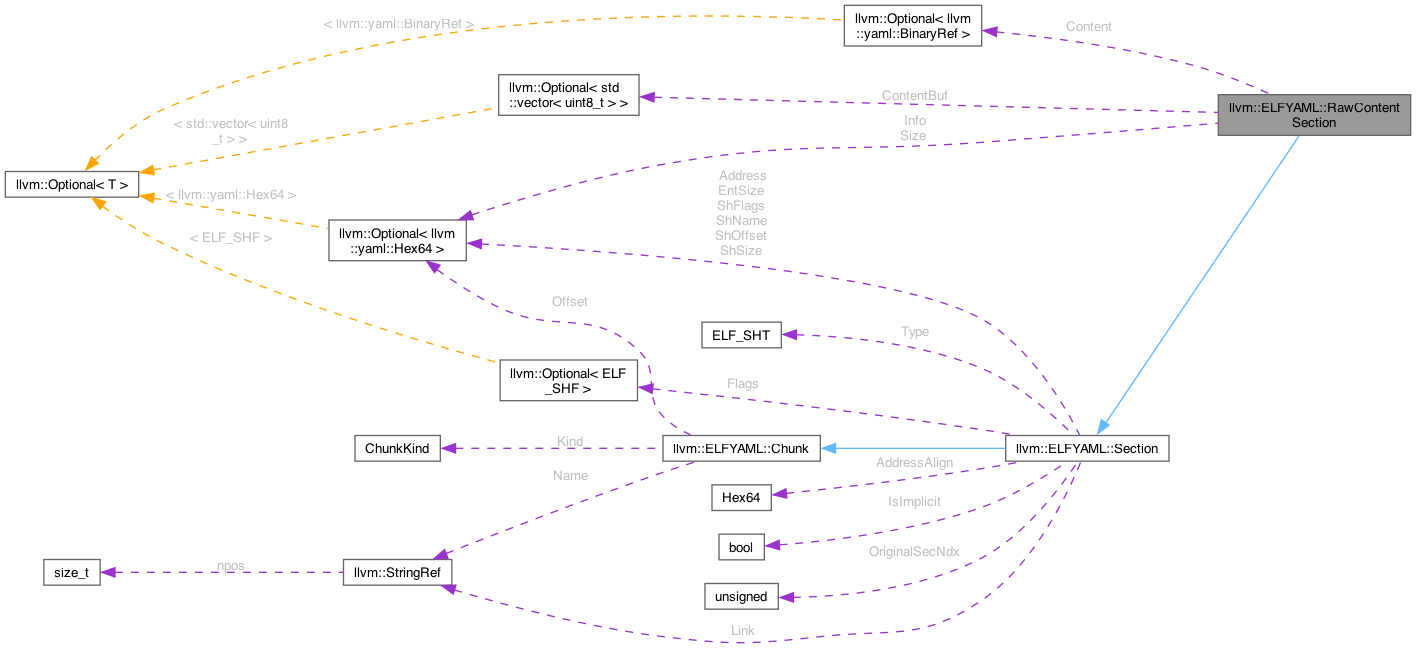 < llvm::yaml::BinaryRef >
llvm::Optional< llvm
::yaml::BinaryRef >
Content
llvm::Optional< std
::vector< uint8_t > >
ContentBuf
llvm::ELFYAML::RawContent
Section
< std::vector< uint8
_t > >
Info
Size
llvm::Optional< T >
< llvm::yaml::Hex64 >
Address
EntSize
ShFlags
ShName
ShOffset
ShSize
llvm::Optional< llvm
::yaml::Hex64 >
< ELF_SHF >
Offset
ELF_SHT
Type
llvm::Optional< ELF
_SHF >
Flags
ChunkKind
Kind
llvm::ELFYAML::Chunk
llvm::ELFYAML::Section
Name
AddressAlign
Hex64
IsImplicit
bool
OriginalSecNdx
size_t
npos
llvm::StringRef
unsigned
Link